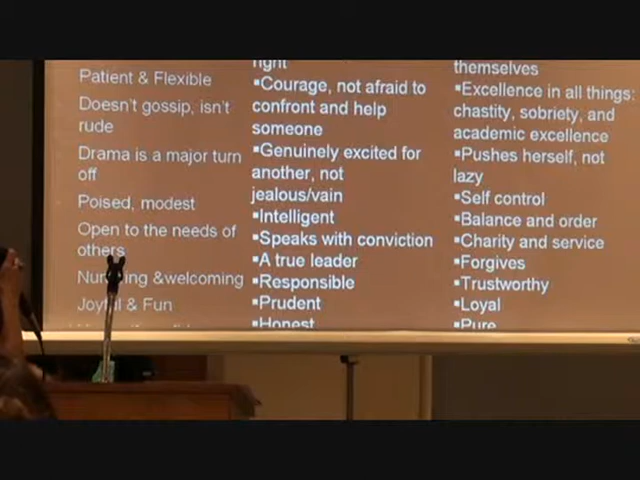 Patient & Flexible
Doesn't gossip, isn't
rude
Drama is a major turn
off
Poised, modest
Open to the needs of
others
&welcoming
& Fun
right
▪Courage, not afraid to
confront and help
someone
▪Genuinely excited for
another, not
jealous/vain
▪Intelligent
▪Speaks with conviction
▪A true leader
▪Responsible
▪Prudent
▪Honest
themselves
▪Excellence in all things:
chastity, sobriety, and
academic excellence
▪Pushes herself, not
lazy
▪Self control
▪Balance and order
▪Charity and service
▪Forgives
▪Trustworthy
▪Loyal
▪Pure